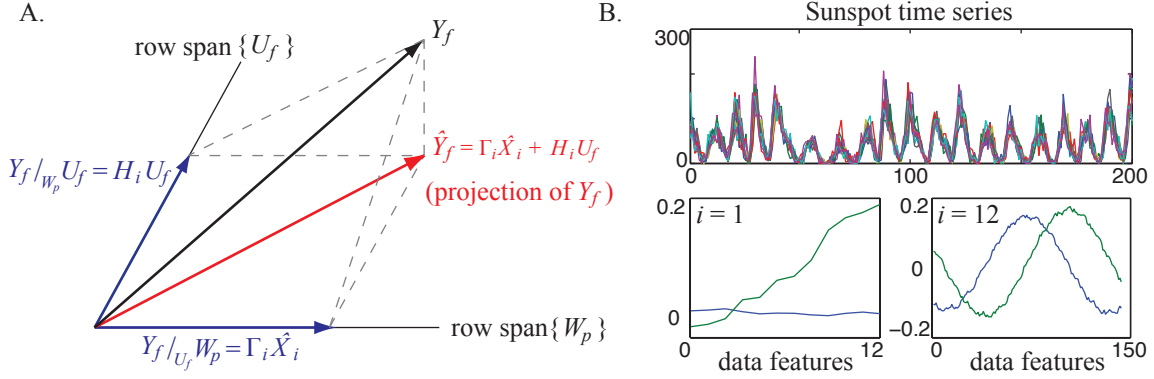 A.
Y_f
row span{U_f}
Y_f/_{W_p}U_f = H_i U_f
Ŷ_f = Γ_i X̂_i + H_i U_f
(projection of Y_f)
row span{W_p}
Y_f/_{U_f}W_p = Γ_i X̂_i
B.
Sunspot time series
300
0
0
100
200
0.2
i = 1
0
0
12
data features
0.2
i = 12
0
−0.2
0
150
data features